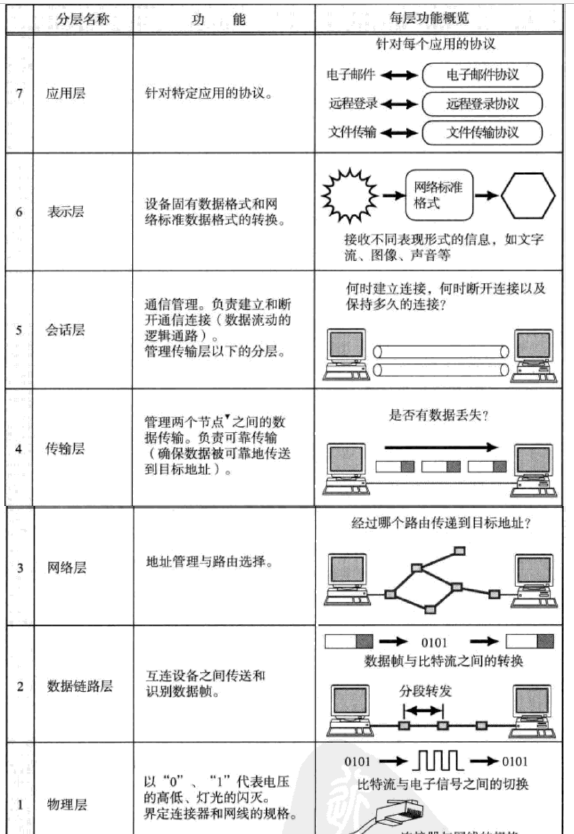 分层名称 功 能 每层功能概览
7 应用层 针对特定应用的协议。
针对每个应用的协议
电子邮件 电子邮件协议
远程登录 远程登录协议
文件传输 文件传输协议
6 表示层
设备固有数据格式和网
络标准数据格式的转换。
网络标准
格式
接收不同表现形式的信息，如文字
流、图像、声音等
5 会话层
通信管理。负责建立和断
开通信连接（数据流动的
逻辑通路）。
管理传输层以下的分层。
何时建立连接，何时断开连接以及
保持多久的连接？
4 传输层
管理两个节点▼之间的数
据传输。负责可靠传输
（确保数据被可靠地传送
到目标地址）。
是否有数据丢失？
3 网络层 地址管理与路由选择。
经过哪个路由传递到目标地址？
2 数据链路层
互连设备之间传送和
识别数据帧。
0101
数据帧与比特流之间的转换
分段转发
1 物理层
以“0”、“1”代表电压
的高低、灯光的闪灭。
界定连接器和网线的规格。
0101 0101
比特流与电子信号之间的切换